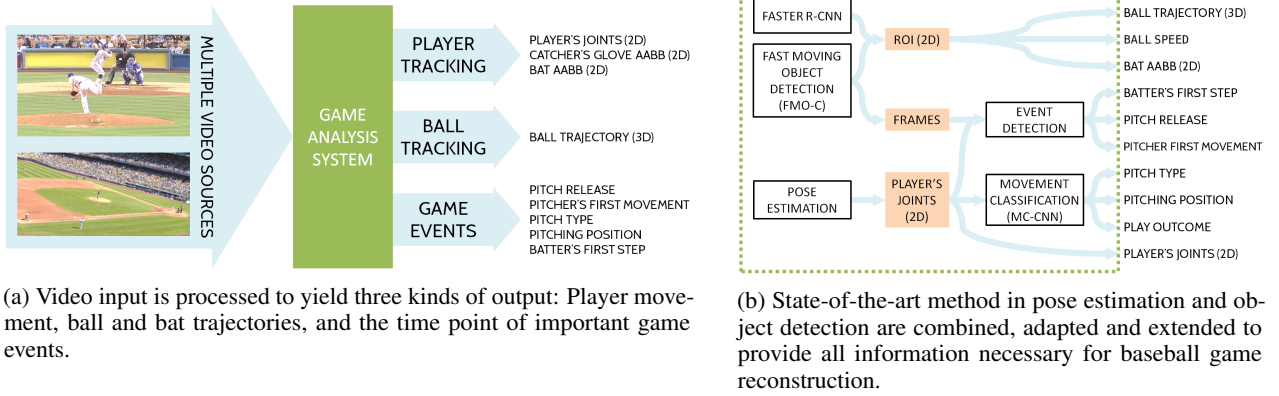 MULTIPLE VIDEO SOURCES
GAME
ANALYSIS
SYSTEM
PLAYER
TRACKING
PLAYER'S JOINTS (2D)
CATCHER'S GLOVE AABB (2D)
BAT AABB (2D)
BALL
TRACKING
BALL TRAJECTORY (3D)
GAME
EVENTS
PITCH RELEASE
PITCHER'S FIRST MOVEMENT
PITCH TYPE
PITCHING POSITION
BATTER'S FIRST STEP
(a) Video input is processed to yield three kinds of output: Player move-
ment, ball and bat trajectories, and the time point of important game
events.
FASTER R-CNN
FAST MOVING
OBJECT
DETECTION
(FMO-C)
POSE
ESTIMATION
ROI (2D)
FRAMES
PLAYER'S
JOINTS
(2D)
EVENT
DETECTION
MOVEMENT
CLASSIFICATION
(MC-CNN)
BALL TRAJECTORY (3D)
BALL SPEED
BAT AABB (2D)
BATTER'S FIRST STEP
PITCH RELEASE
PITCHER FIRST MOVEMENT
PITCH TYPE
PITCHING POSITION
PLAY OUTCOME
PLAYER'S JOINTS (2D)
(b) State-of-the-art method in pose estimation and ob-
ject detection are combined, adapted and extended to
provide all information necessary for baseball game
reconstruction.